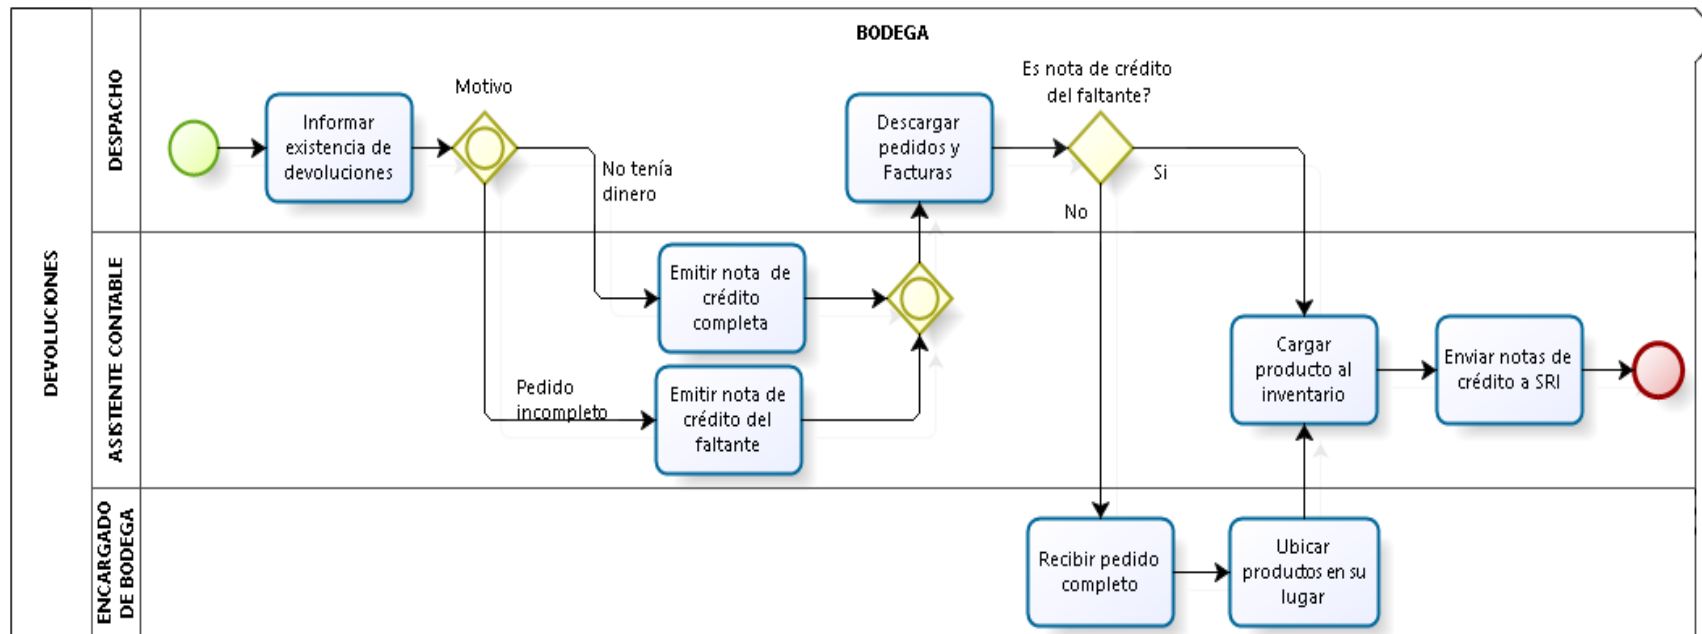 BODEGA
DEVOLUCIONES
DESPACHO
Informar
existencia de
devoluciones
Motivo
No tenía
dinero
Pedido
incompleto
Descargar
pedidos y
Facturas
Es nota de crédito
del faltante?
Si
No
ASISTENTE CONTABLE
Emitir nota de
crédito
completa
Emitir nota de
crédito del
faltante
Cargar
producto al
inventario
Enviar notas de
crédito a SRI
ENCARGADO
DE BODEGA
Recibir pedido
completo
Ubicar
productos en su
lugar